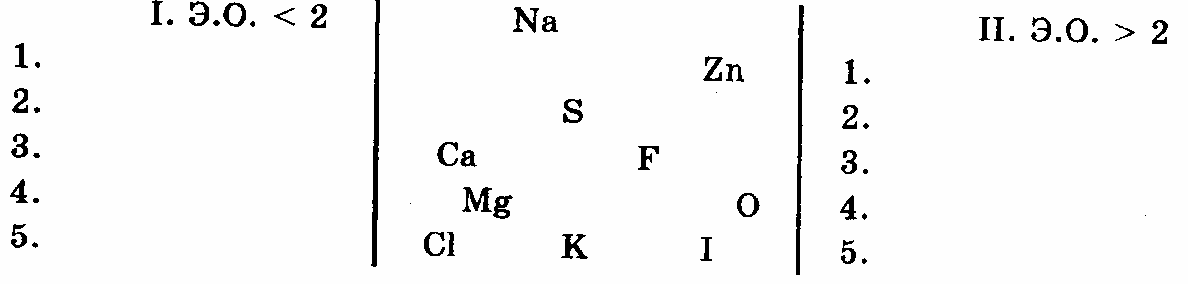 I. Э.О. < 2
1.
2.
3.
4.
5.
Na
Zn
S
Ca F
Mg O
Cl K I
II. Э.О. > 2
1.
2.
3.
4.
5.